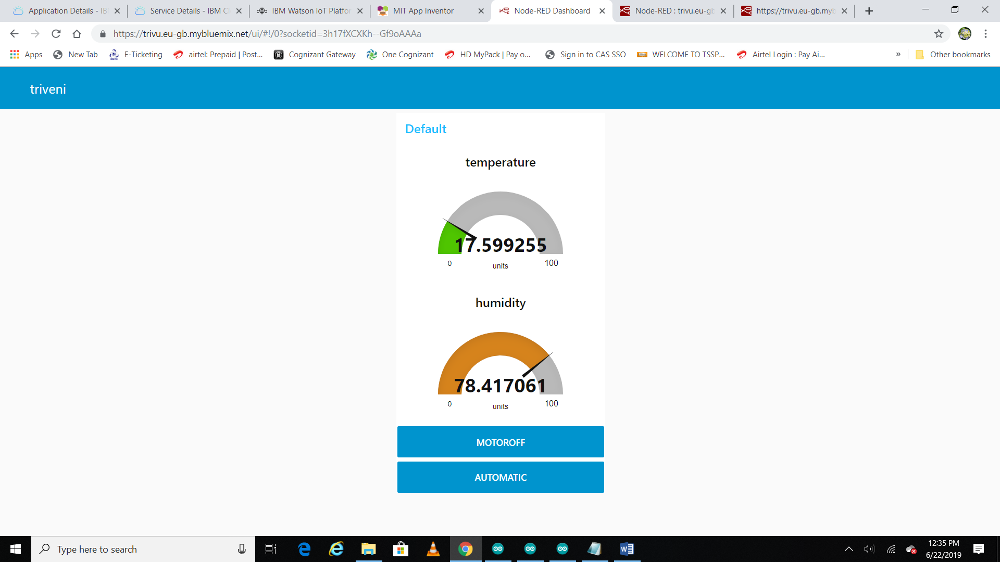 Application Details - IB
Service Details - IBM Cl
IBM Watson IoT Platfor
MIT App Inventor
Node-RED Dashboard
Node-RED : trivu.eu-gb
https://trivu.eu-gb.myb
https://trivu.eu-gb.mybluemix.net/ui/#!/0?socketid=3h17fXCXKh--Gf9oAAAa
Apps
New Tab
E-Ticketing
airtel: Prepaid | Post...
Cognizant Gateway
One Cognizant
HD MyPack | Pay o...
Sign in to CAS SSO
WELCOME TO TSSP...
Airtel Login : Pay Ai...
»
Other bookmarks
triveni
Default
temperature
17.599255
0
units
100
humidity
78.417061
0
units
100
MOTOROFF
AUTOMATIC
Type here to search
12:35 PM
6/22/2019